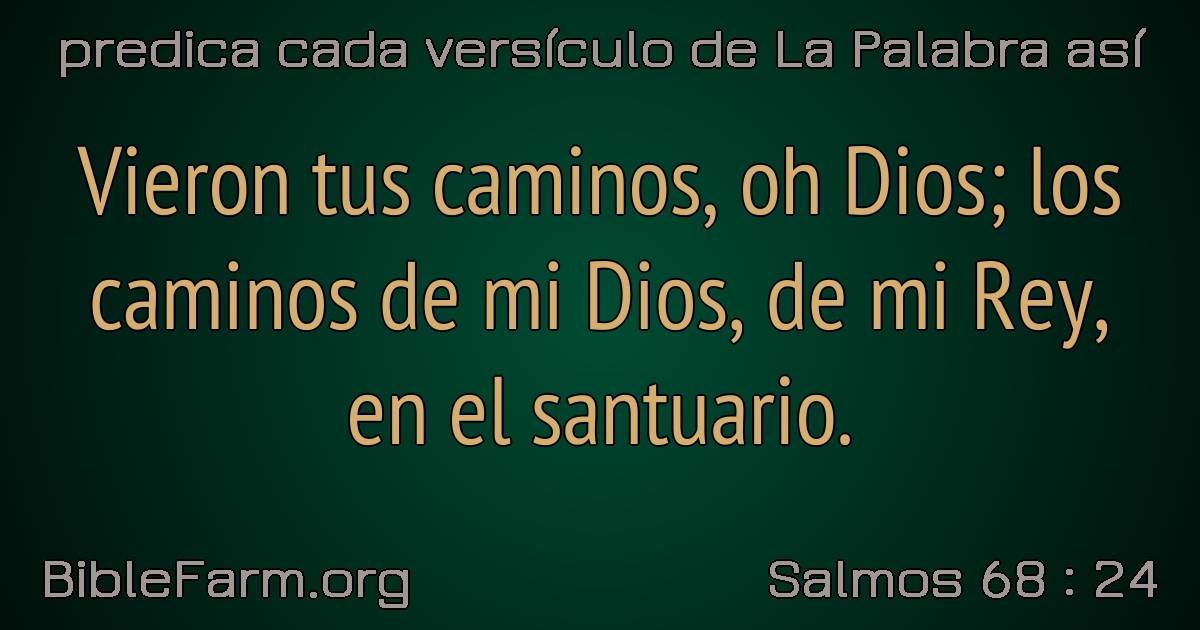 predica cada versículo de La Palabra así
Vieron tus caminos, oh Dios; los
caminos de mi Dios, de mi Rey,
en el santuario.
BibleFarm.org
Salmos 68 : 24